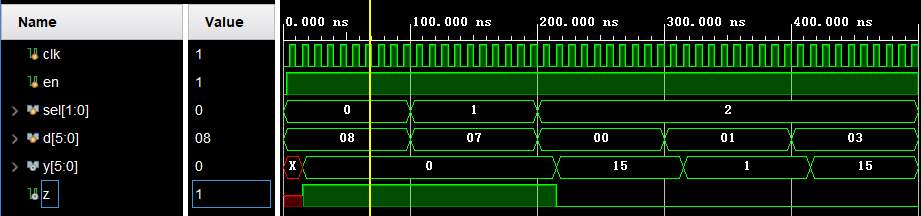 Name Value 0.000 ns 100.000 ns 200.000 ns 300.000 ns 400.000 ns
clk 1
en 1
sel[1:0] 0 0 1 2
d[5:0] 08 08 07 00 01 03
y[5:0] 0 X 0 15 1 15
z 1